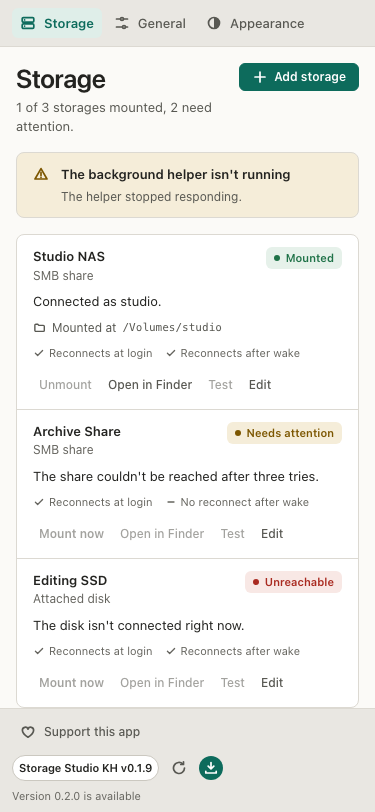 Storage
General
Appearance
Storage
Add storage
1 of 3 storages mounted, 2 need
attention.
The background helper isn't running
The helper stopped responding.
Studio NAS
Mounted
SMB share
Connected as studio.
Mounted at /Volumes/studio
Reconnects at login Reconnects after wake
Unmount Open in Finder Test Edit
Archive Share
Needs attention
SMB share
The share couldn't be reached after three tries.
Reconnects at login No reconnect after wake
Mount now Open in Finder Test Edit
Editing SSD
Unreachable
Attached disk
The disk isn't connected right now.
Reconnects at login Reconnects after wake
Mount now Open in Finder Test Edit
Support this app
Storage Studio KH v0.1.9
Version 0.2.0 is available